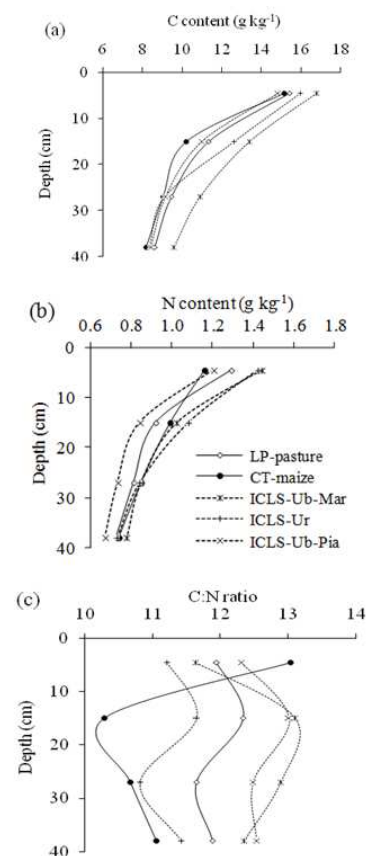 (a)
C content (g kg⁻¹)
6 8 10 12 14 16 18
0
10
20
30
40
Depth (cm)
(b)
N content (g kg⁻¹)
0.6 0.8 1.0 1.2 1.4 1.6 1.8
0
10
20
30
40
Depth (cm)
LP-pasture
CT-maize
ICLS-Ub-Mar
ICLS-Ur
ICLS-Ub-Pia
(c)
C:N ratio
10 11 12 13 14
0
10
20
30
40
Depth (cm)